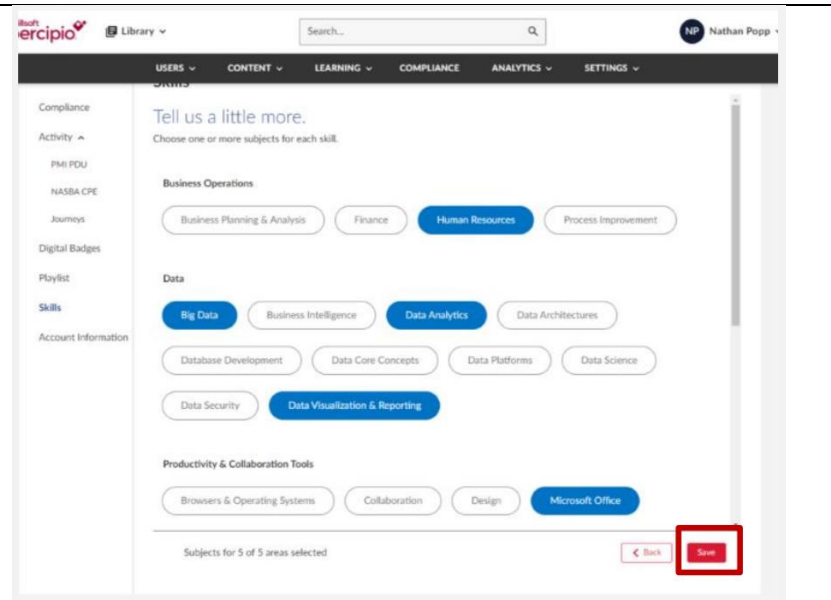 ercipio
Library
Search...
NP Nathan Popp
USERS CONTENT LEARNING COMPLIANCE ANALYTICS SETTINGS
Skills
Compliance
Activity
PMI PDU
NASBA CPE
Journeys
Digital Badges
Playlist
Skills
Account Information
Tell us a little more.
Choose one or more subjects for each skill.
Business Operations
Business Planning & Analysis Finance Human Resources Process Improvement
Data
Big Data Business Intelligence Data Analytics Data Architectures
Database Development Data Core Concepts Data Platforms Data Science
Data Security Data Visualization & Reporting
Productivity & Collaboration Tools
Browsers & Operating Systems Collaboration Design Microsoft Office
Subjects for 5 of 5 areas selected
Back Save